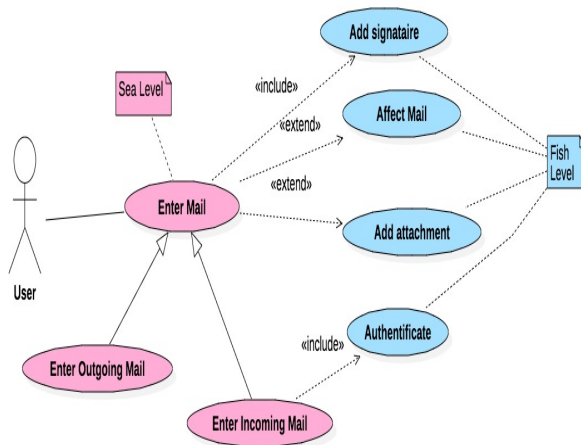 Add signataire
Sea Level
«include»
Affect Mail
«extend»
Fish
Level
«extend»
Enter Mail
Add attachment
User
Authentificate
«include»
Enter Outgoing Mail
Enter Incoming Mail